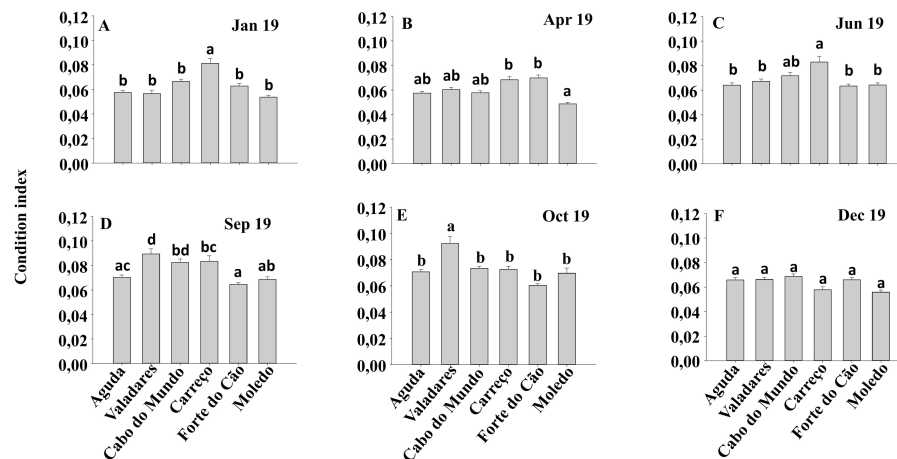 A
Jan 19
0,12
0,10
0,08
0,06
0,04
0,02
0,00
b
b
b
a
b
b
B
Apr 19
0,12
0,10
0,08
0,06
0,04
0,02
0,00
ab
ab
ab
b
b
a
C
Jun 19
0,12
0,10
0,08
0,06
0,04
0,02
0,00
b
b
ab
a
b
b
Condition index
D
Sep 19
0,12
0,10
0,08
0,06
0,04
0,02
0,00
ac
d
bd
bc
a
ab
Aguda
Valadares
Cabo do Mundo
Carreço
Forte do Cão
Moledo
E
Oct 19
0,12
0,10
0,08
0,06
0,04
0,02
0,00
b
a
b
b
b
b
Aguda
Valadares
Cabo do Mundo
Carreço
Forte do Cão
Moledo
F
Dec 19
0,12
0,10
0,08
0,06
0,04
0,02
0,00
a
a
a
a
a
a
Aguda
Valadares
Cabo do Mundo
Carreço
Forte do Cão
Moledo